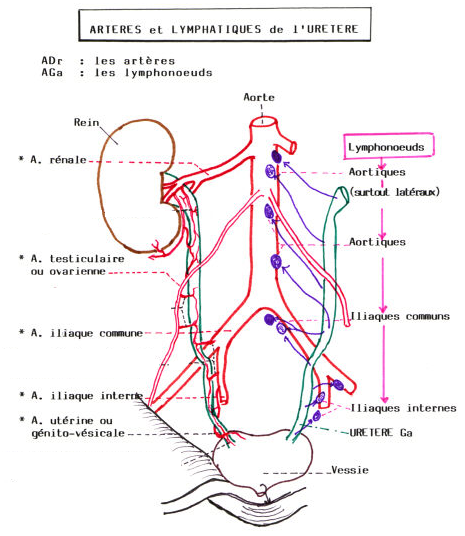 ARTERES et LYMPHATIQUES de l'URETERE
ADr : les artères
AGa : les lymphonoeuds
Aorte
Rein
Lymphonoeuds
* A. rénale
Aortiques
(surtout latéraux)
Aortiques
* A. testiculaire
ou ovarienne
Iliaques communs
* A. iliaque commune
* A. iliaque interne
Iliaques internes
* A. utérine ou
génito-vésicale
URETERE Ga
Vessie